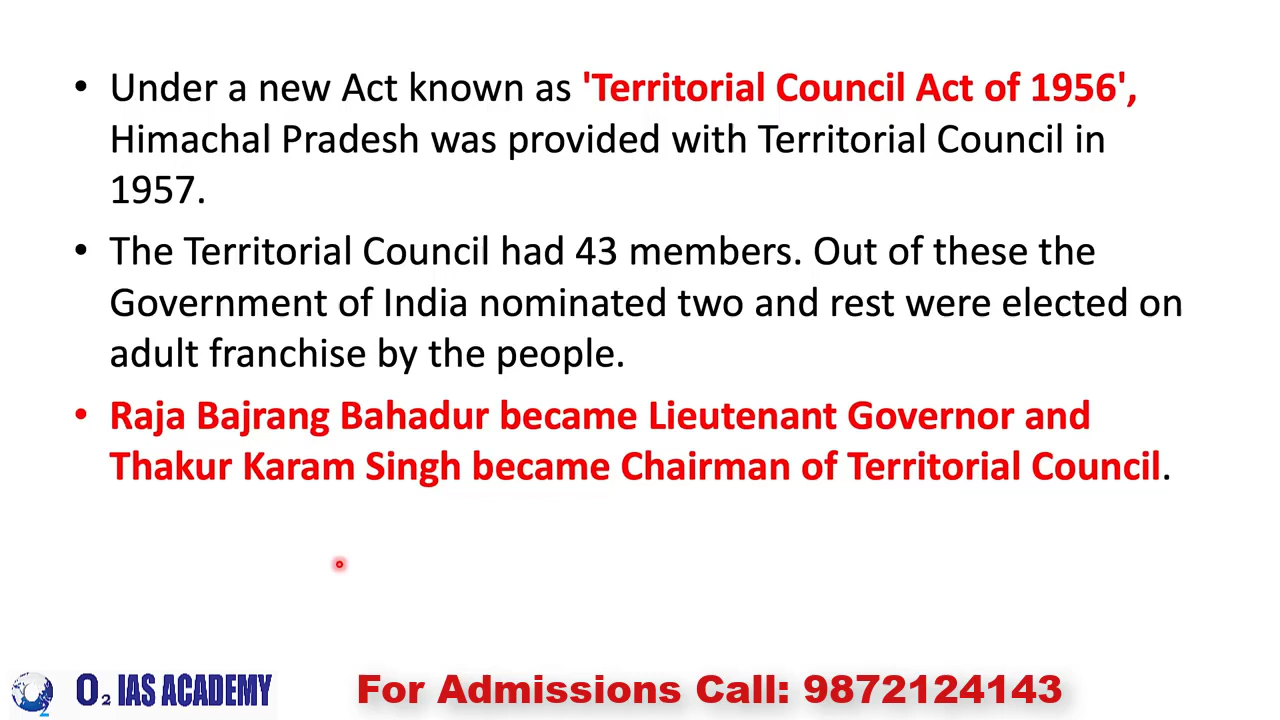 • Under a new Act known as 'Territorial Council Act of 1956',
Himachal Pradesh was provided with Territorial Council in
1957.
• The Territorial Council had 43 members. Out of these the
Government of India nominated two and rest were elected on
adult franchise by the people.
• Raja Bajrang Bahadur became Lieutenant Governor and
Thakur Karam Singh became Chairman of Territorial Council.
O2 IAS ACADEMY
For Admissions Call: 9872124143